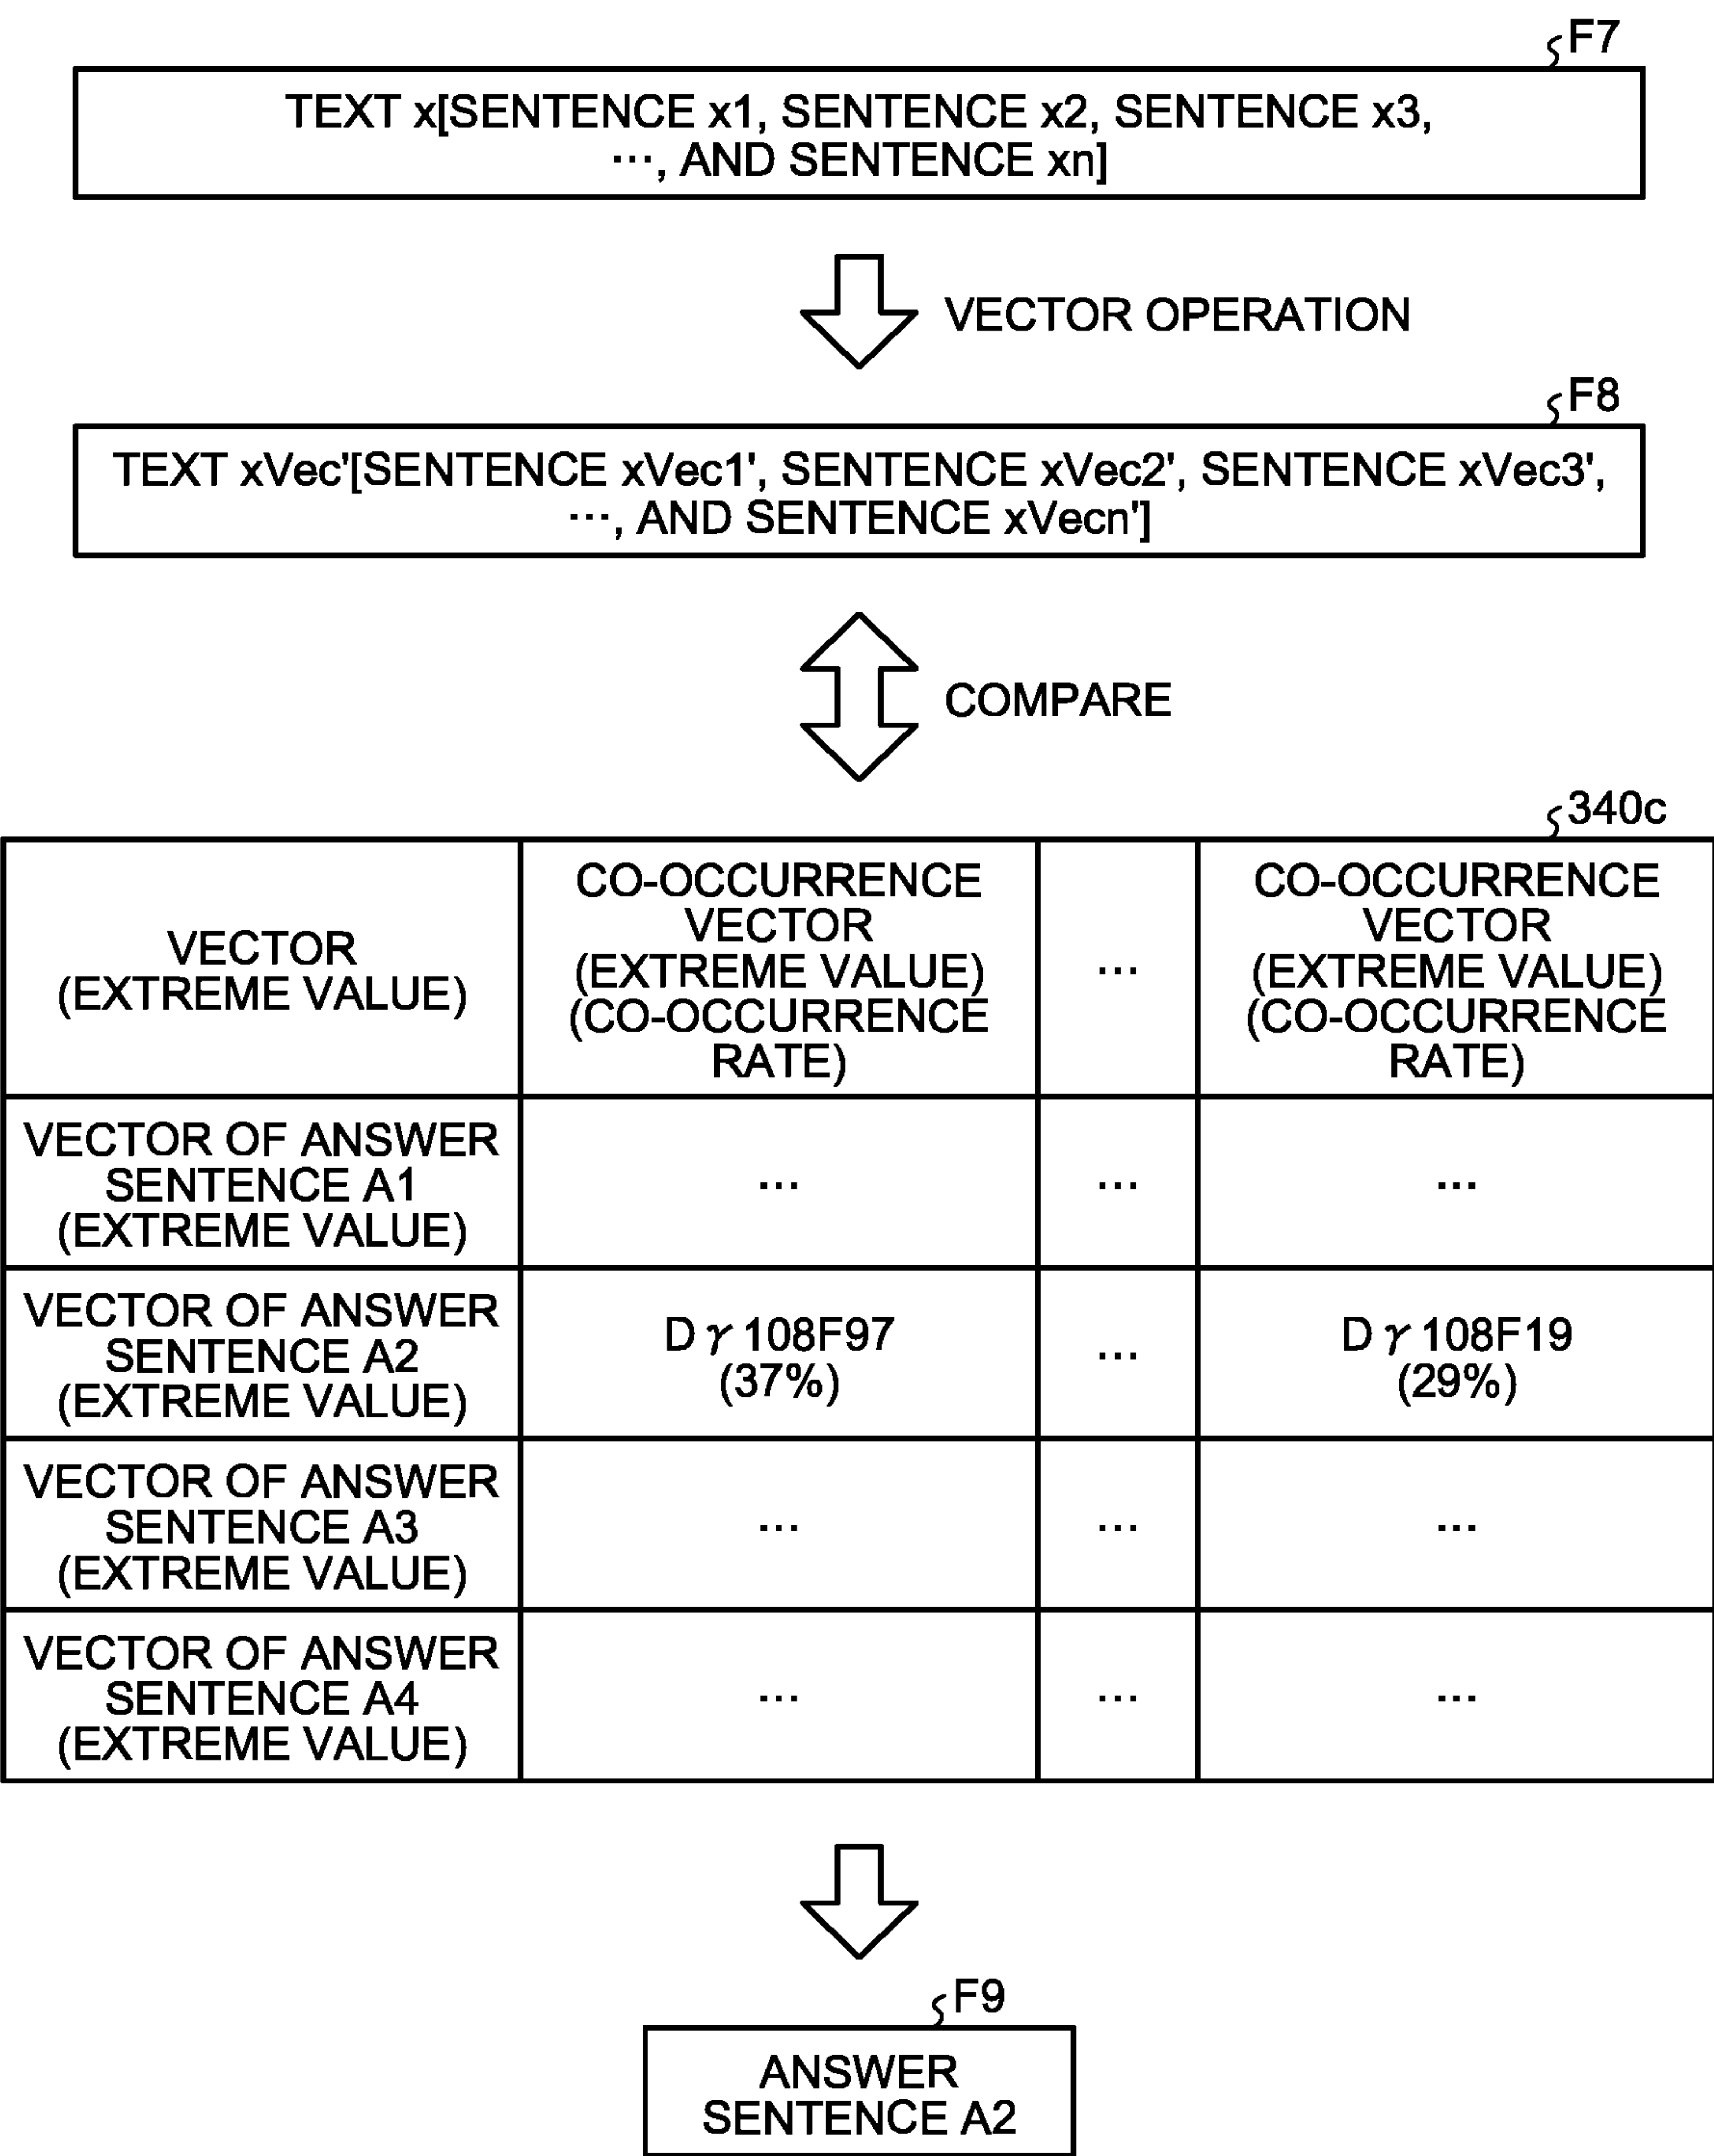 F7
TEXT x[SENTENCE x1, SENTENCE x2, SENTENCE x3,
⋯, AND SENTENCE xn]
VECTOR OPERATION
F8
TEXT xVec'[SENTENCE xVec1', SENTENCE xVec2', SENTENCE xVec3',
⋯, AND SENTENCE xVecn']
COMPARE
340c
VECTOR
(EXTREME VALUE)
CO-OCCURRENCE
VECTOR
(EXTREME VALUE)
(CO-OCCURRENCE
RATE)
⋯
CO-OCCURRENCE
VECTOR
(EXTREME VALUE)
(CO-OCCURRENCE
RATE)
VECTOR OF ANSWER
SENTENCE A1
(EXTREME VALUE)
⋯
⋯
⋯
VECTOR OF ANSWER
SENTENCE A2
(EXTREME VALUE)
Dγ108F97
(37%)
⋯
Dγ108F19
(29%)
VECTOR OF ANSWER
SENTENCE A3
(EXTREME VALUE)
⋯
⋯
⋯
VECTOR OF ANSWER
SENTENCE A4
(EXTREME VALUE)
⋯
⋯
⋯
F9
ANSWER
SENTENCE A2